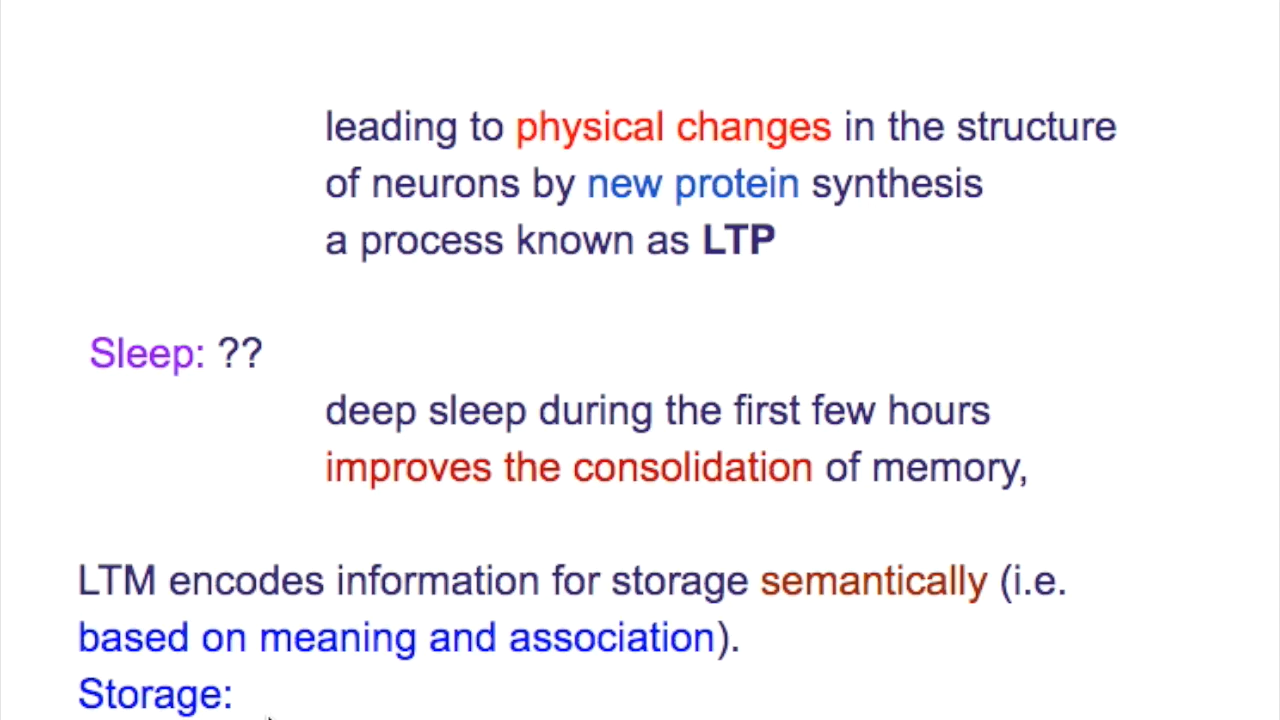 leading to physical changes in the structure
of neurons by new protein synthesis
a process known as LTP
Sleep: ??
deep sleep during the first few hours
improves the consolidation of memory,
LTM encodes information for storage semantically (i.e.
based on meaning and association).
Storage: